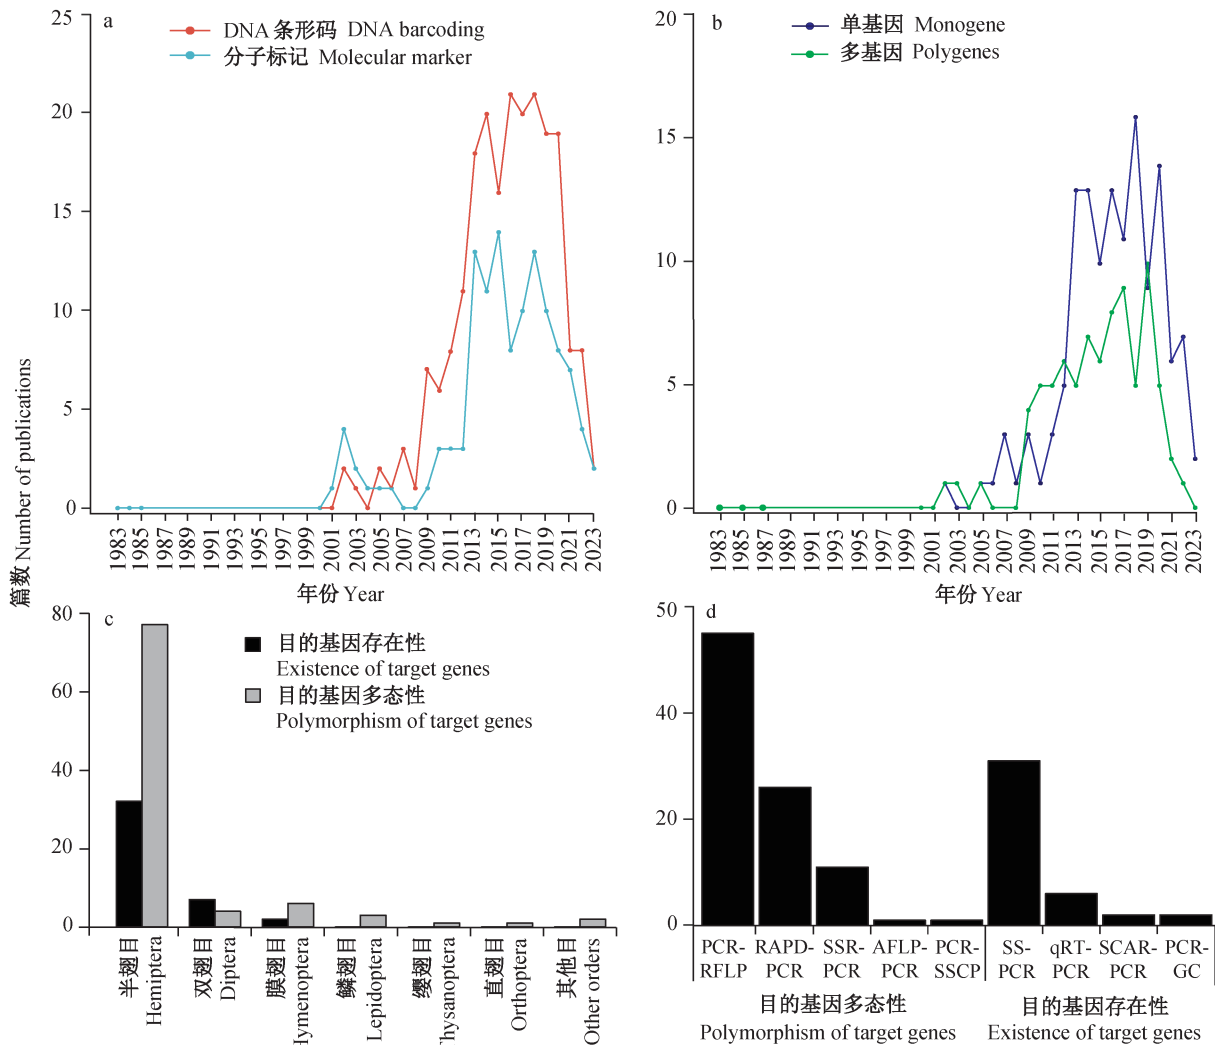 篇数 Number of publications
a
DNA 条形码 DNA barcoding
分子标记 Molecular marker
25
20
15
10
5
0
1983 1985 1987 1989 1991 1993 1995 1997 1999 2001 2003 2005 2007 2009 2011 2013 2015 2017 2019 2021 2023
年份 Year
b
单基因 Monogene
多基因 Polygenes
20
15
10
5
0
1983 1985 1987 1989 1991 1993 1995 1997 1999 2001 2003 2005 2007 2009 2011 2013 2015 2017 2019 2021 2023
年份 Year
c
目的基因存在性
Existence of target genes
目的基因多态性
Polymorphism of target genes
80
60
40
20
0
半翅目
Hemiptera
双翅目
Diptera
膜翅目
Hymenoptera
鳞翅目
Lepidoptera
缨翅目
Thysanoptera
直翅目
Orthoptera
其他目
Other orders
d
50
40
20
0
PCR-
RFLP
RAPD-
PCR
SSR-
PCR
AFLP-
PCR
PCR-
SSCP
SS-
PCR
qRT-
PCR
SCAR-
PCR
PCR-
GC
目的基因多态性
Polymorphism of target genes
目的基因存在性
Existence of target genes